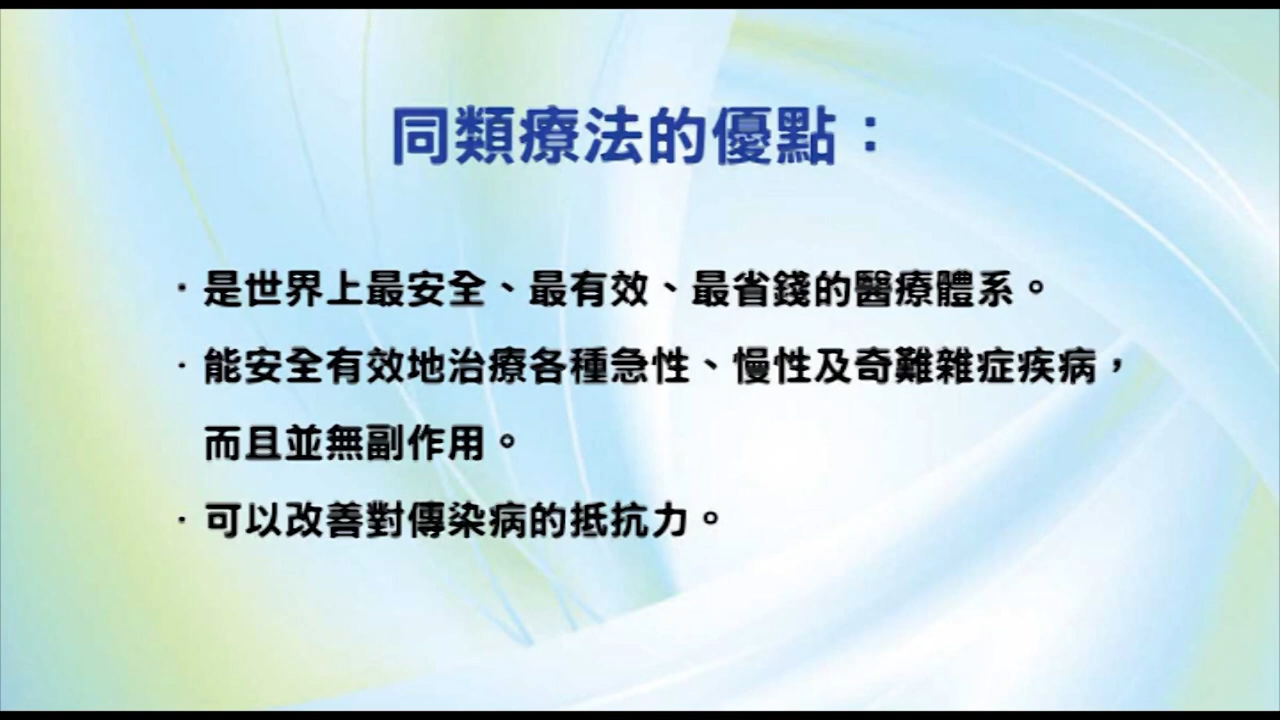 同類療法的優點：
·是世界上最安全、最有效、最省錢的醫療體系。
·能安全有效地治療各種急性、慢性及奇難雜症疾病，
而且並無副作用。
·可以改善對傳染病的抵抗力。